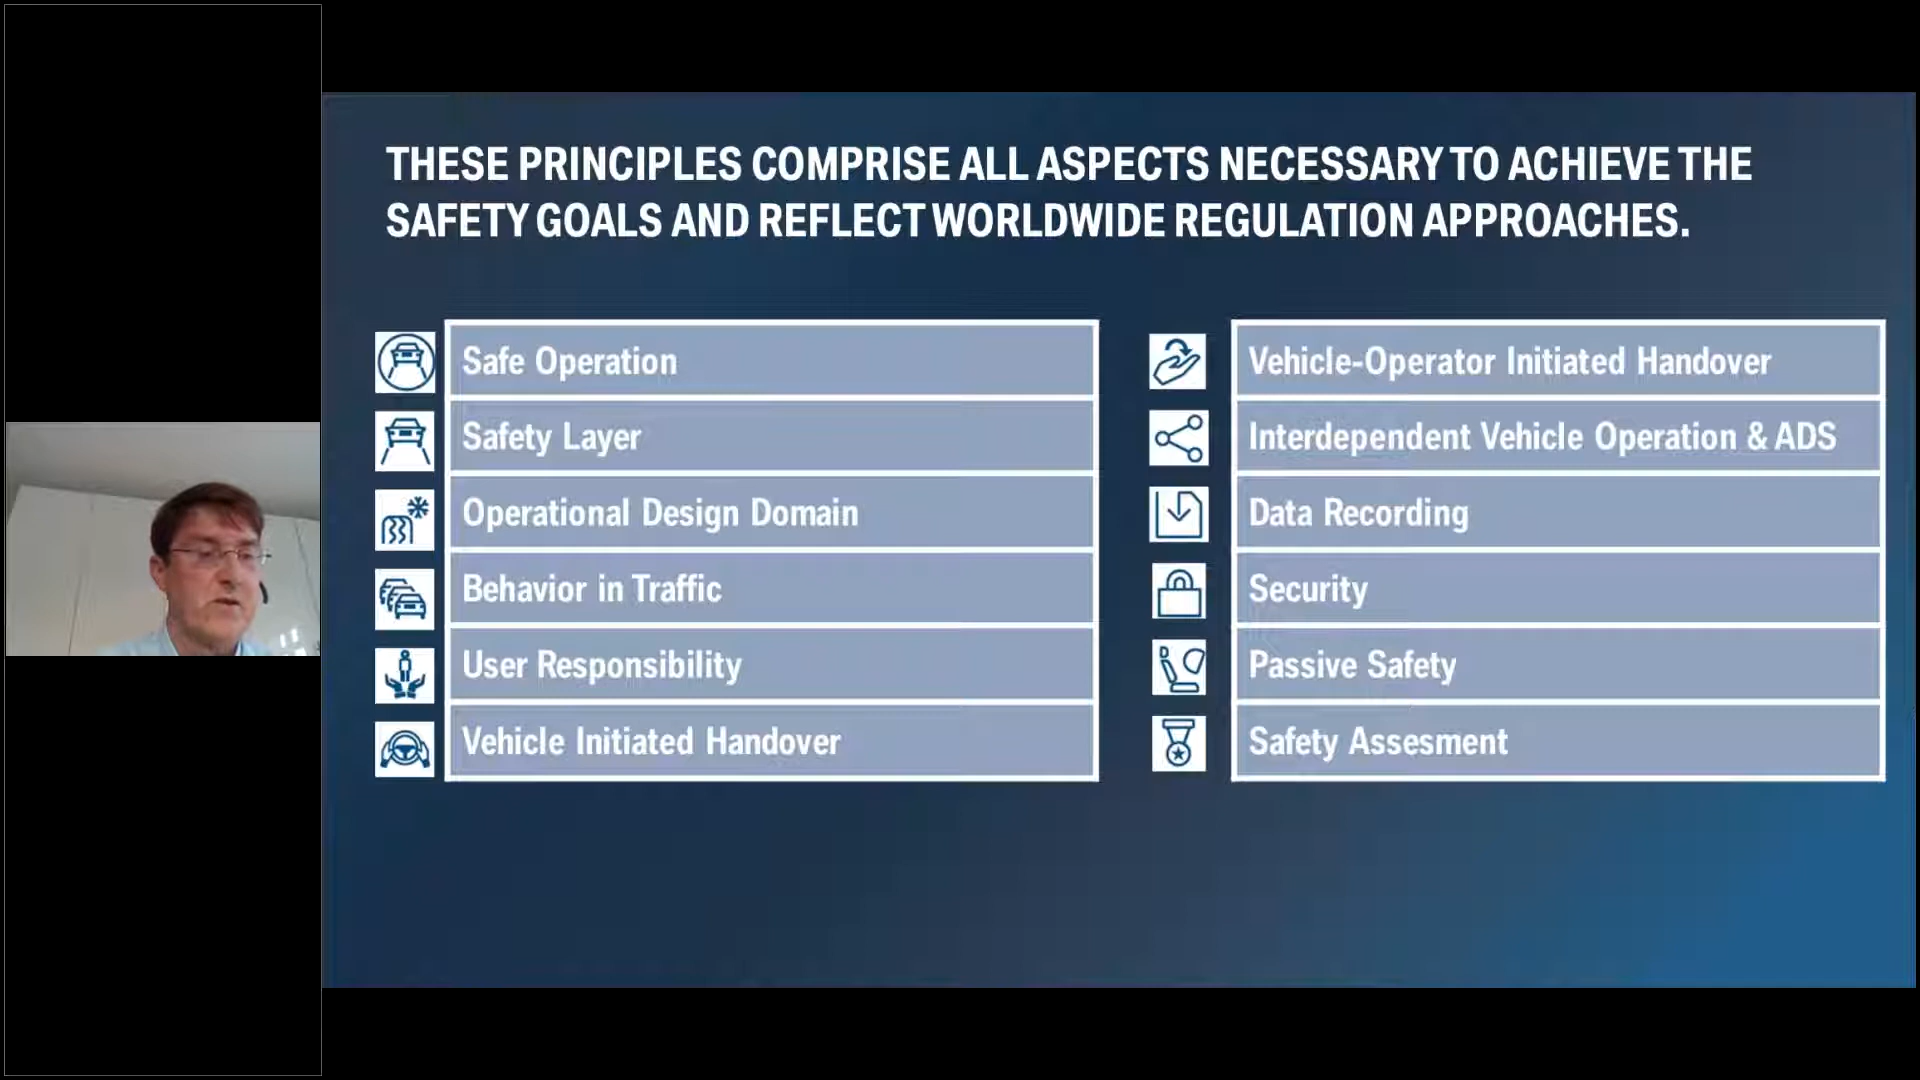 THESE PRINCIPLES COMPRISE ALL ASPECTS NECESSARY TO ACHIEVE THE
SAFETY GOALS AND REFLECT WORLDWIDE REGULATION APPROACHES.
Safe Operation
Safety Layer
Operational Design Domain
Behavior in Traffic
User Responsibility
Vehicle Initiated Handover
Vehicle-Operator Initiated Handover
Interdependent Vehicle Operation & ADS
Data Recording
Security
Passive Safety
Safety Assesment